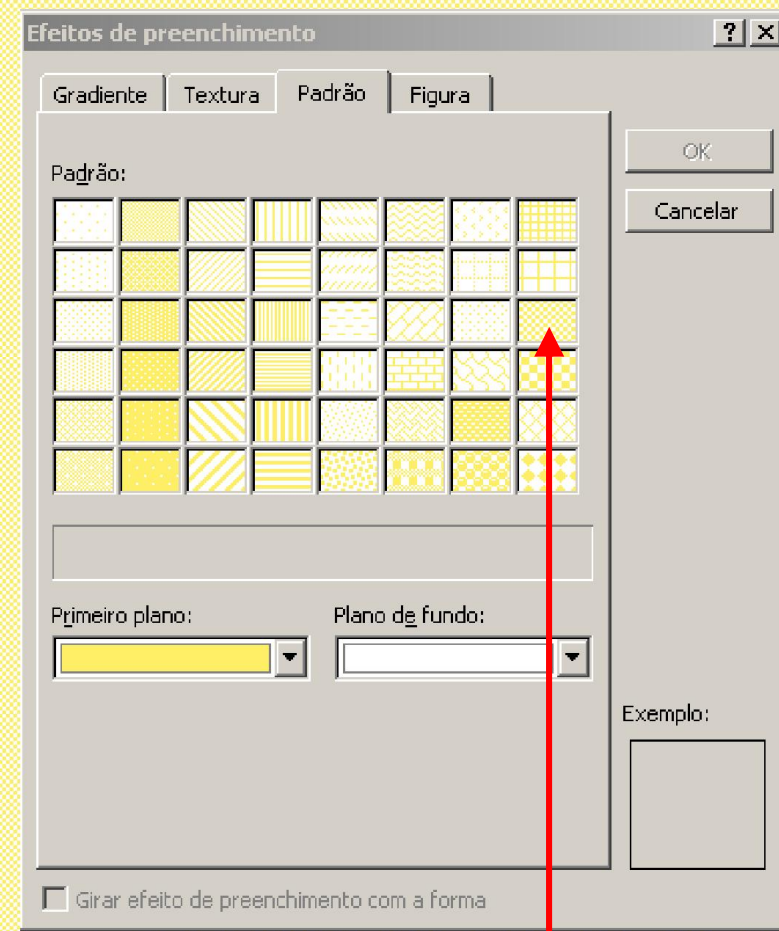 Efeitos de preenchimento
Gradiente Textura Padrão Figura
OK
Padrão:
Cancelar
Primeiro plano: Plano de fundo:
Exemplo:
Girar efeito de preenchimento com a forma